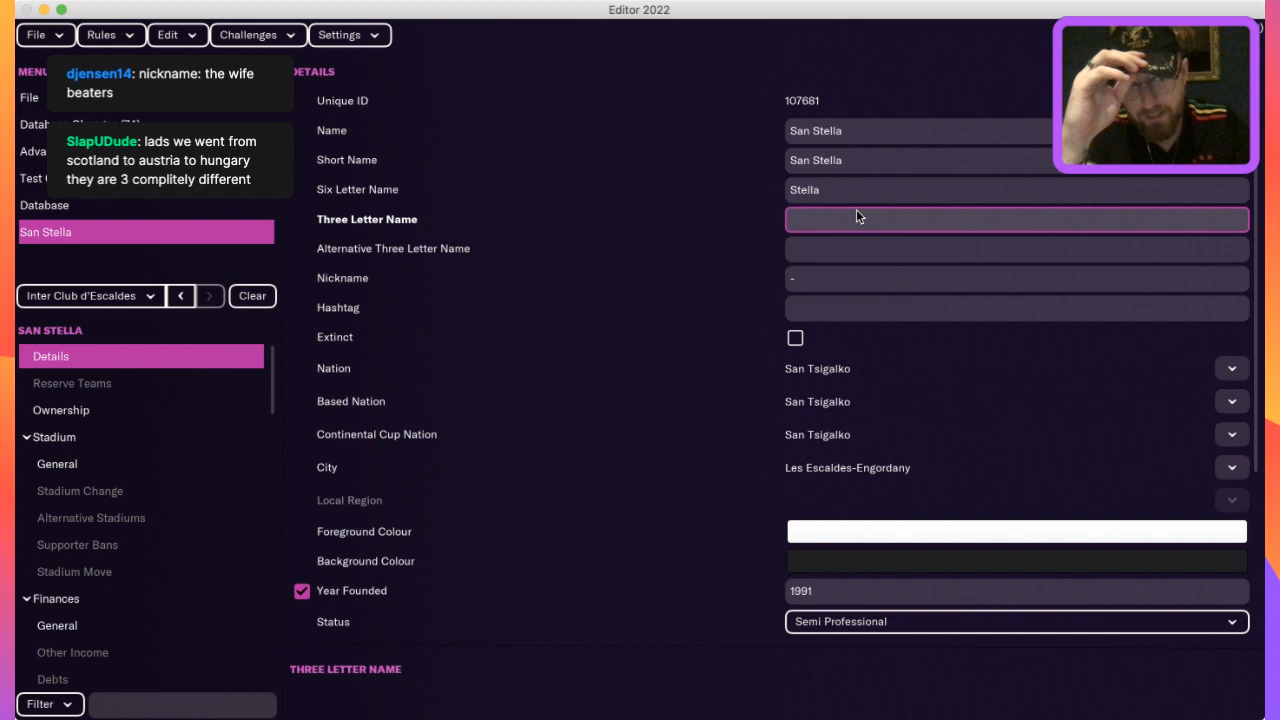 Editor 2022
File
Rules
Edit
Challenges
Settings
MENU
djensen14: nickname: the wife
beaters
File
SlapUDude: lads we went from
scotland to austria to hungary
they are 3 complitely different
Database
San Stella
Inter Club d'Escaldes
Clear
SAN STELLA
Details
Reserve Teams
Ownership
Stadium
General
Stadium Change
Alternative Stadiums
Supporter Bans
Stadium Move
Finances
General
Other Income
Debts
Filter
DETAILS
Unique ID 107681
Name San Stella
Short Name San Stella
Six Letter Name Stella
Three Letter Name
Alternative Three Letter Name
Nickname -
Hashtag
Extinct
Nation San Tsigalko
Based Nation San Tsigalko
Continental Cup Nation San Tsigalko
City Les Escaldes-Engordany
Local Region
Foreground Colour
Background Colour
Year Founded 1991
Status Semi Professional
THREE LETTER NAME